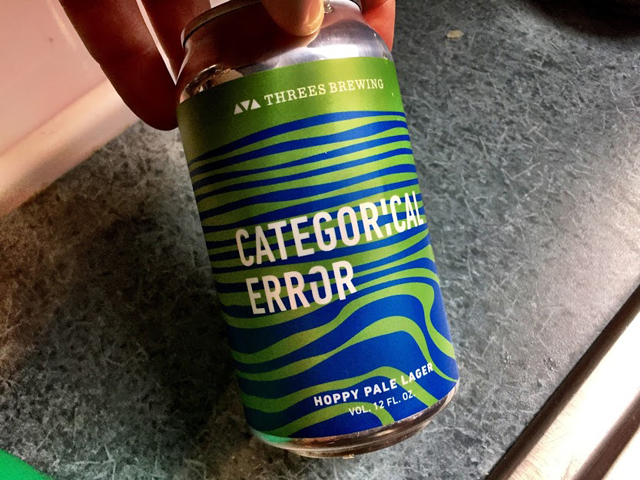 THREES BREWING
CATEGORICAL
ERROR
HOPPY PALE LAGER
VOL. 12 FL. OZ.